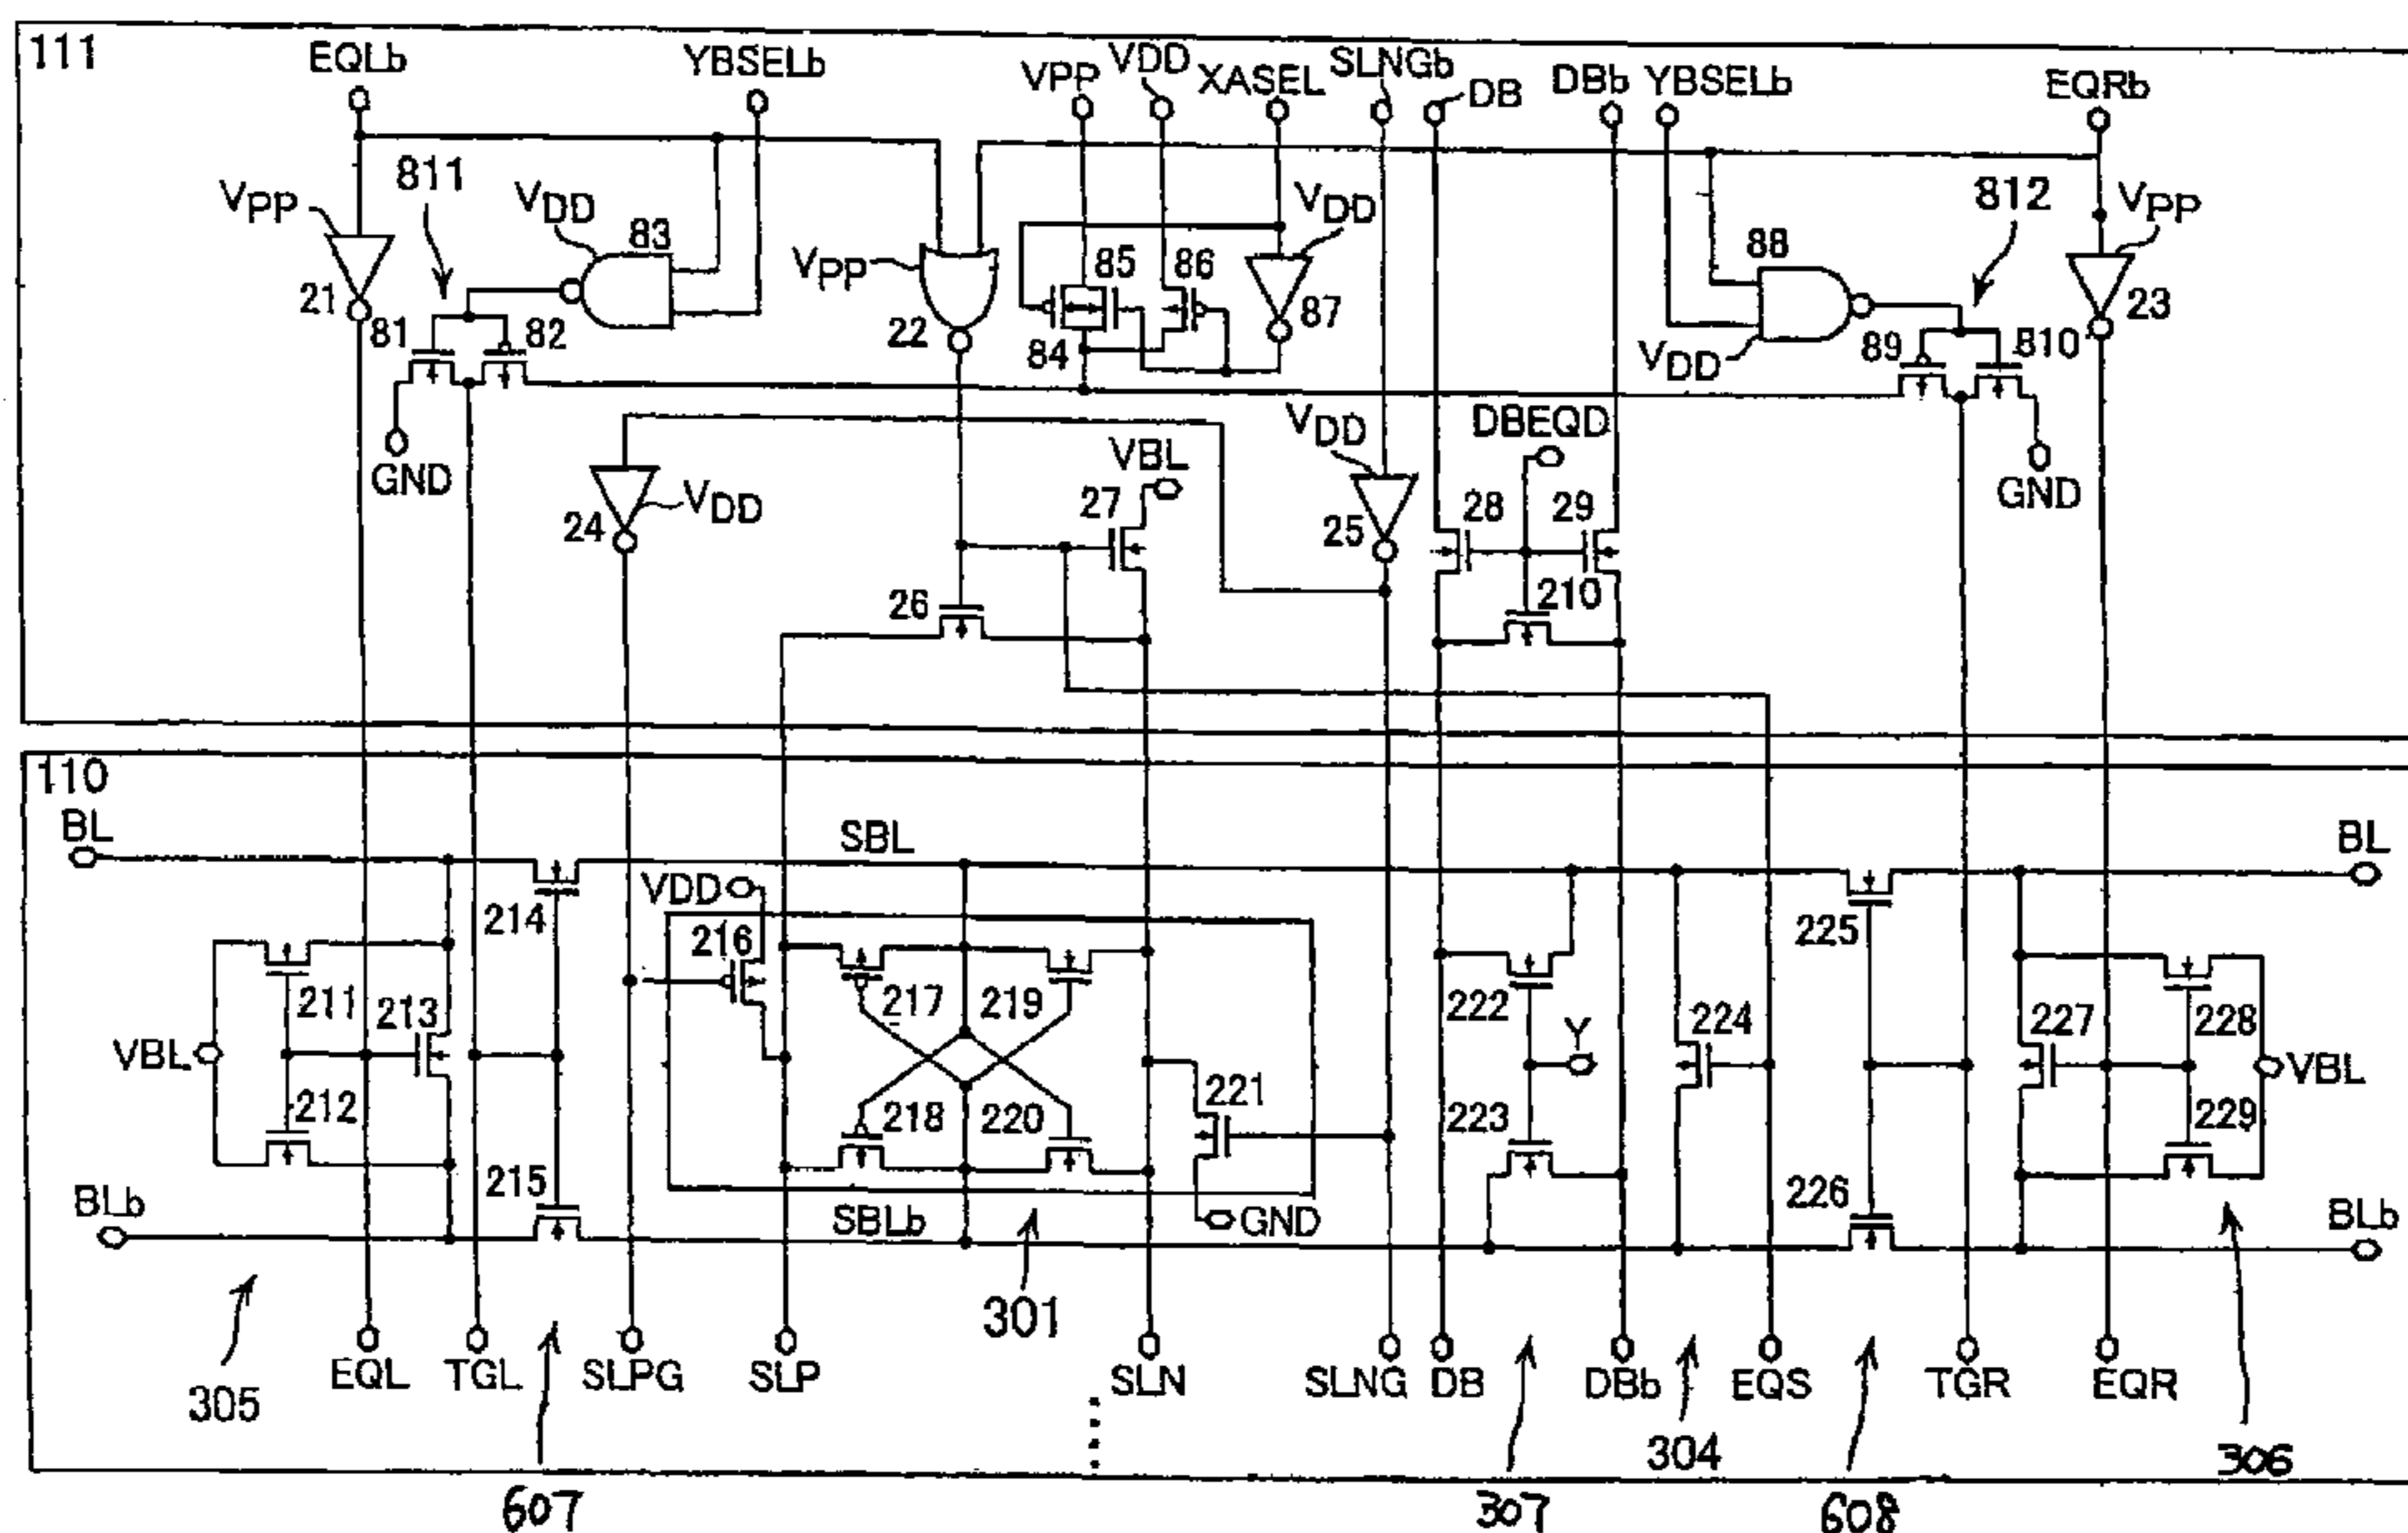 111
EQLb
YBSELb
VPP
VDD
XASEL
SLNGb
DB
DBb
YBSELb
EQRb
VPP
811
VDD
83
VPP
85
86
VDD
88
812
VPP
21
81
82
22
84
87
VDD
89
810
23
GND
DBEQD
VDD
VBL
GND
24
VDD
27
25
28
29
26
210
110
BL
SBL
BL
214
VDD
216
225
211
213
217
219
222
224
227
228
VBL
Y
VBL
212
218
220
221
223
229
215
226
BLb
SBLb
GND
BLb
301
305
EQL
TGL
SLPG
SLP
SLN
SLNG
DB
DBb
EQS
TGR
EQR
304
306
607
307
608